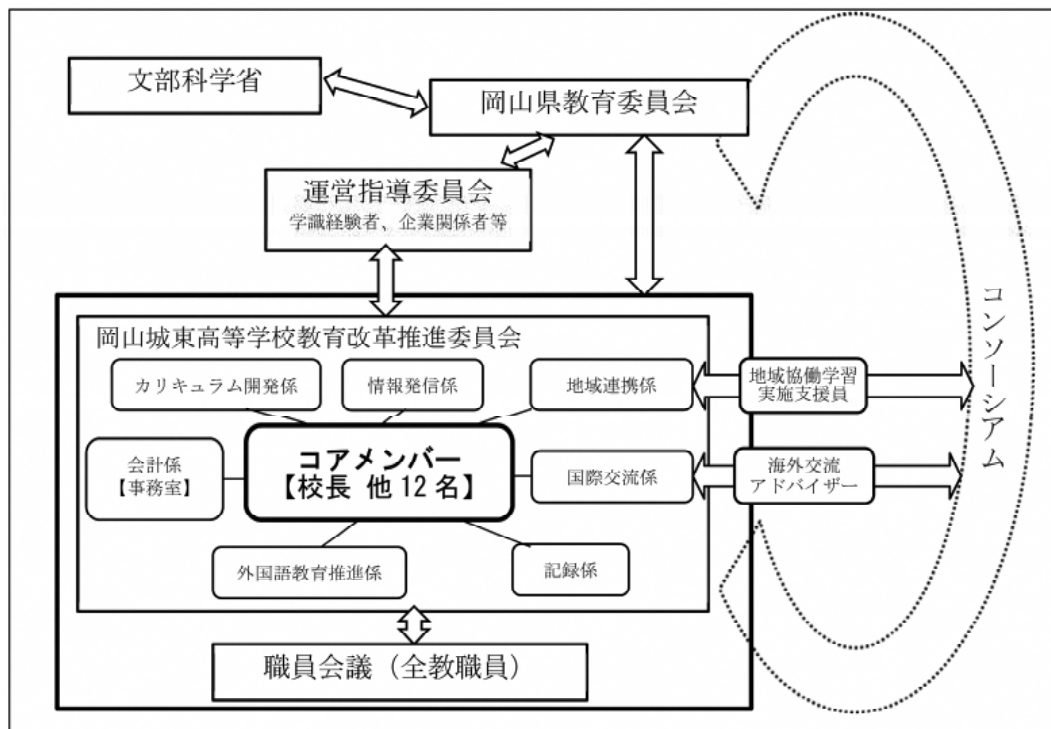 文部科学省
岡山県教育委員会
運営指導委員会
学識経験者、企業関係者等
岡山城東高等学校教育改革推進委員会
カリキュラム開発係
情報発信係
地域連携係
地域協働学習
実施支援員
コンソーシアム
会計係
【事務室】
コアメンバー
【校長 他 12 名】
国際交流係
海外交流
アドバイザー
外国語教育推進係
記録係
職員会議（全教職員）